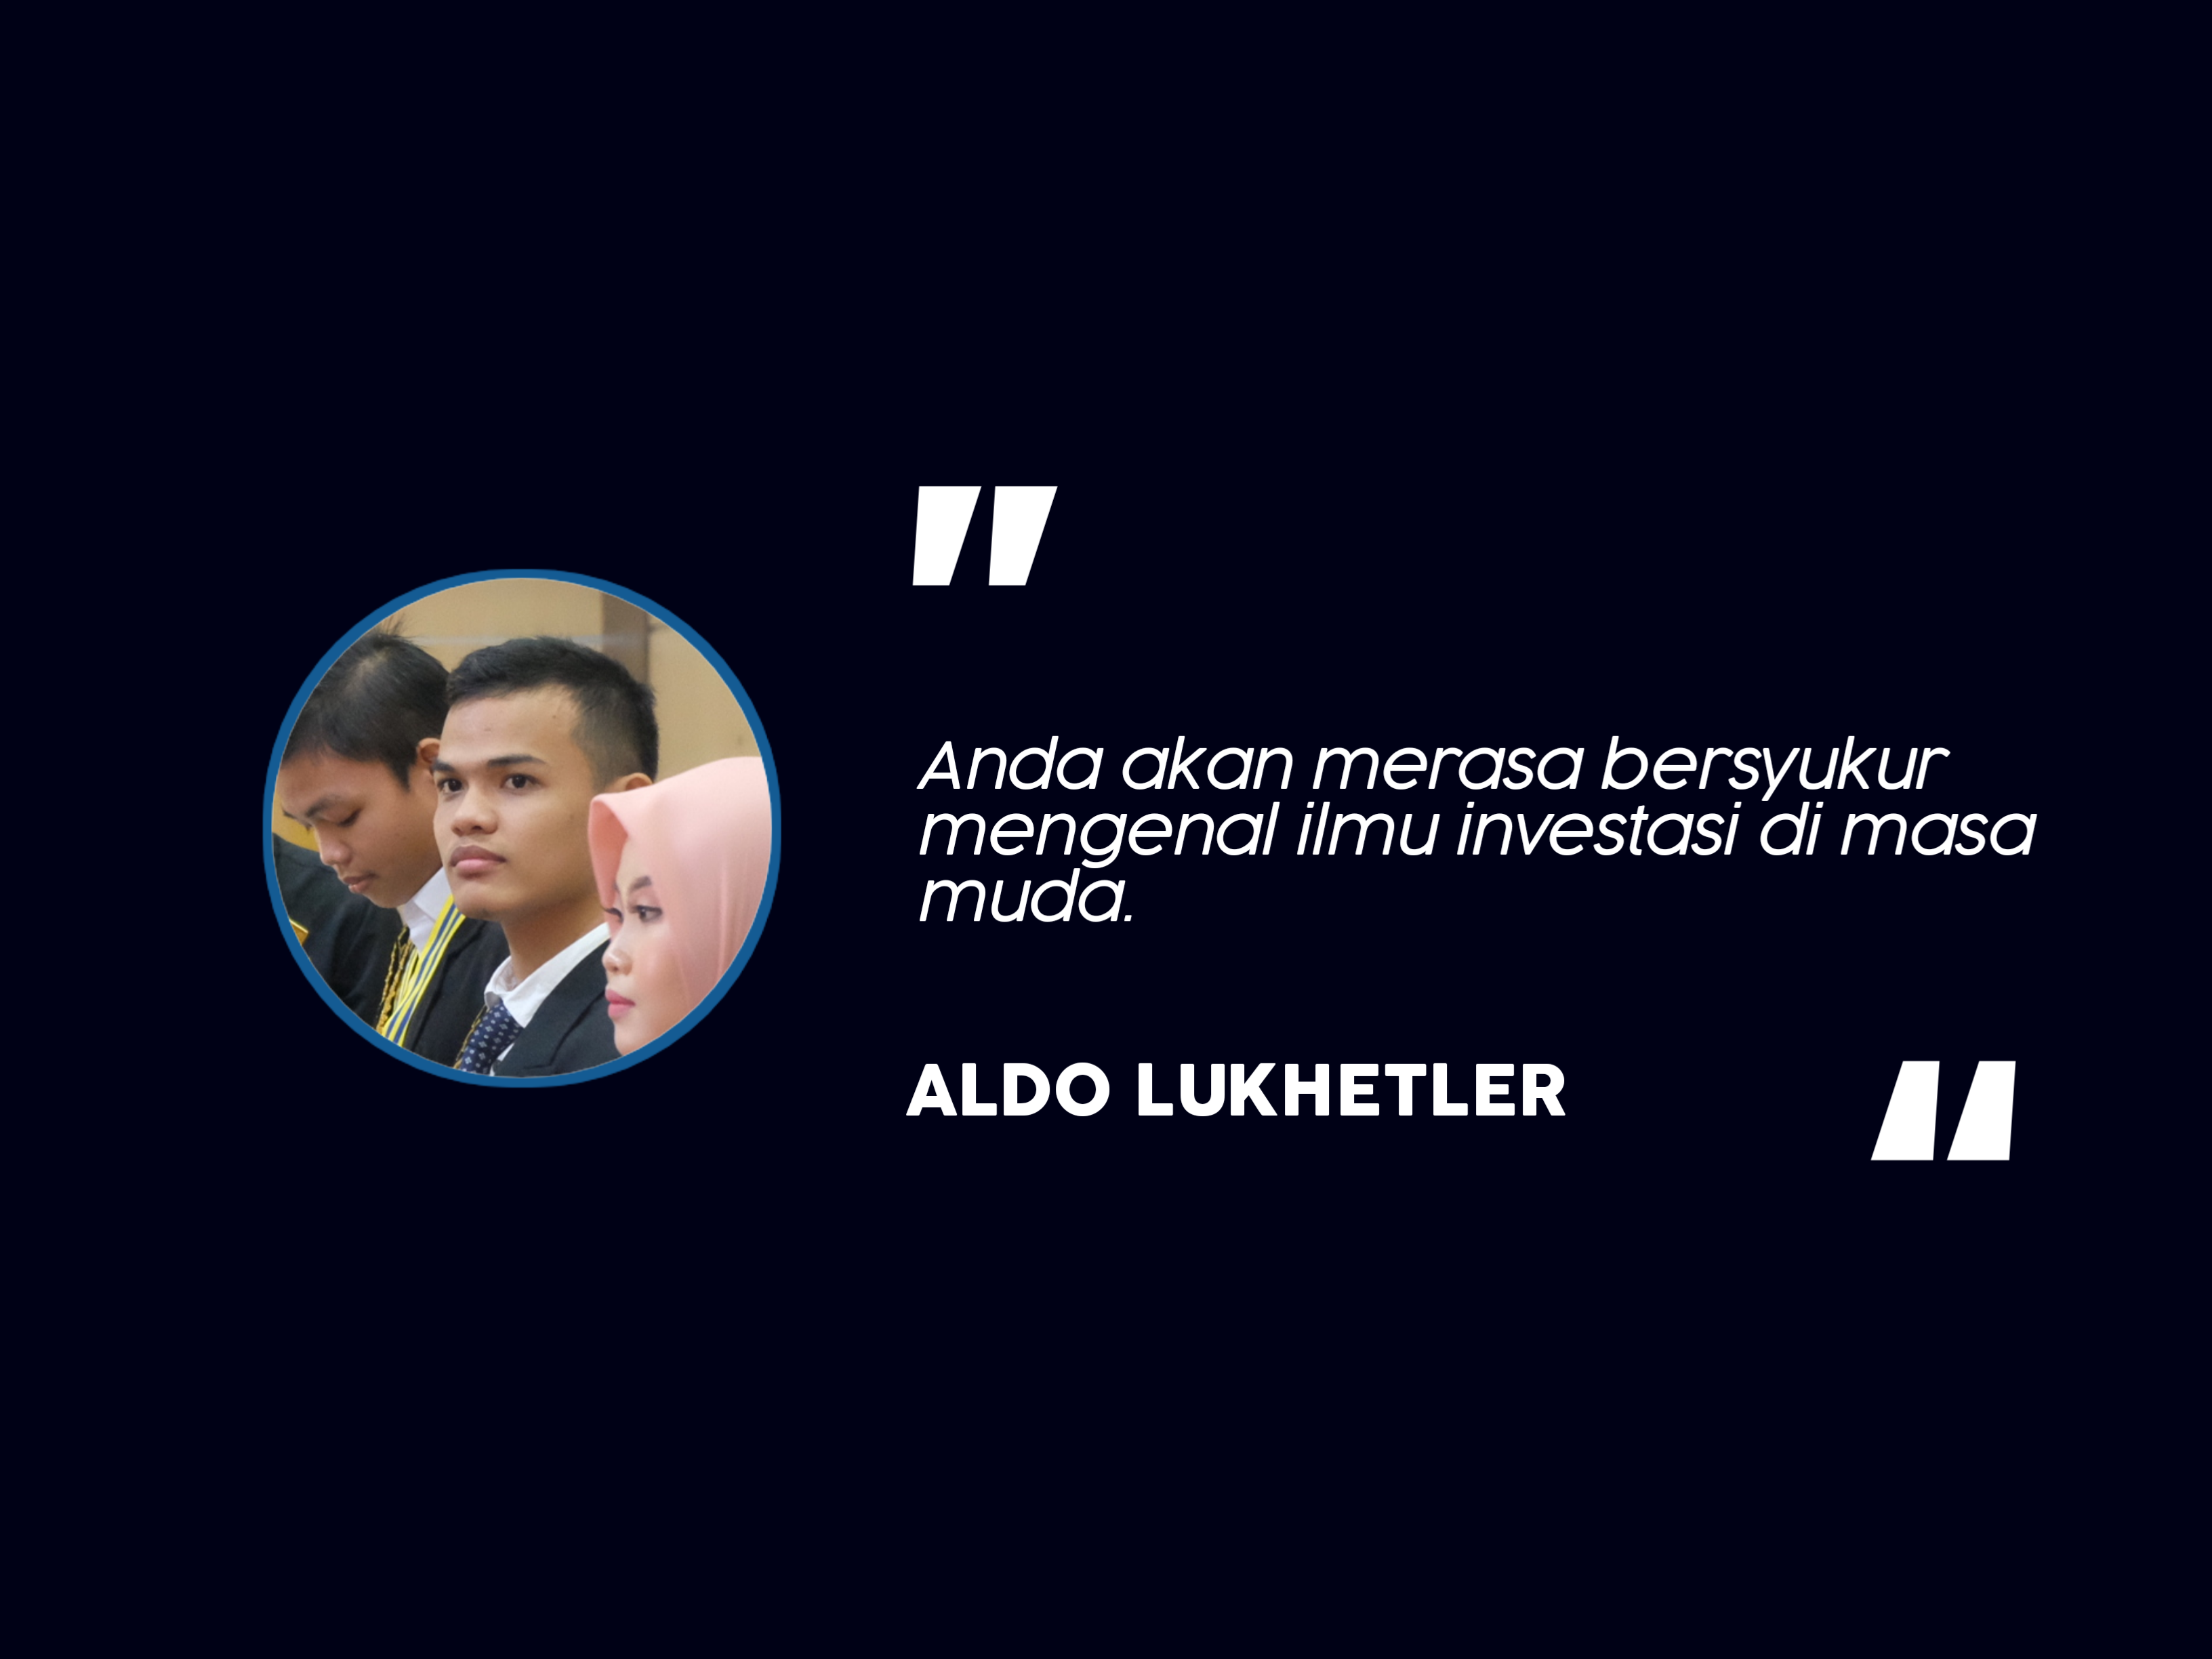 "
Anda akan merasa bersyukur
mengenal ilmu investasi di masa
muda.
ALDO LUKHETLER
"